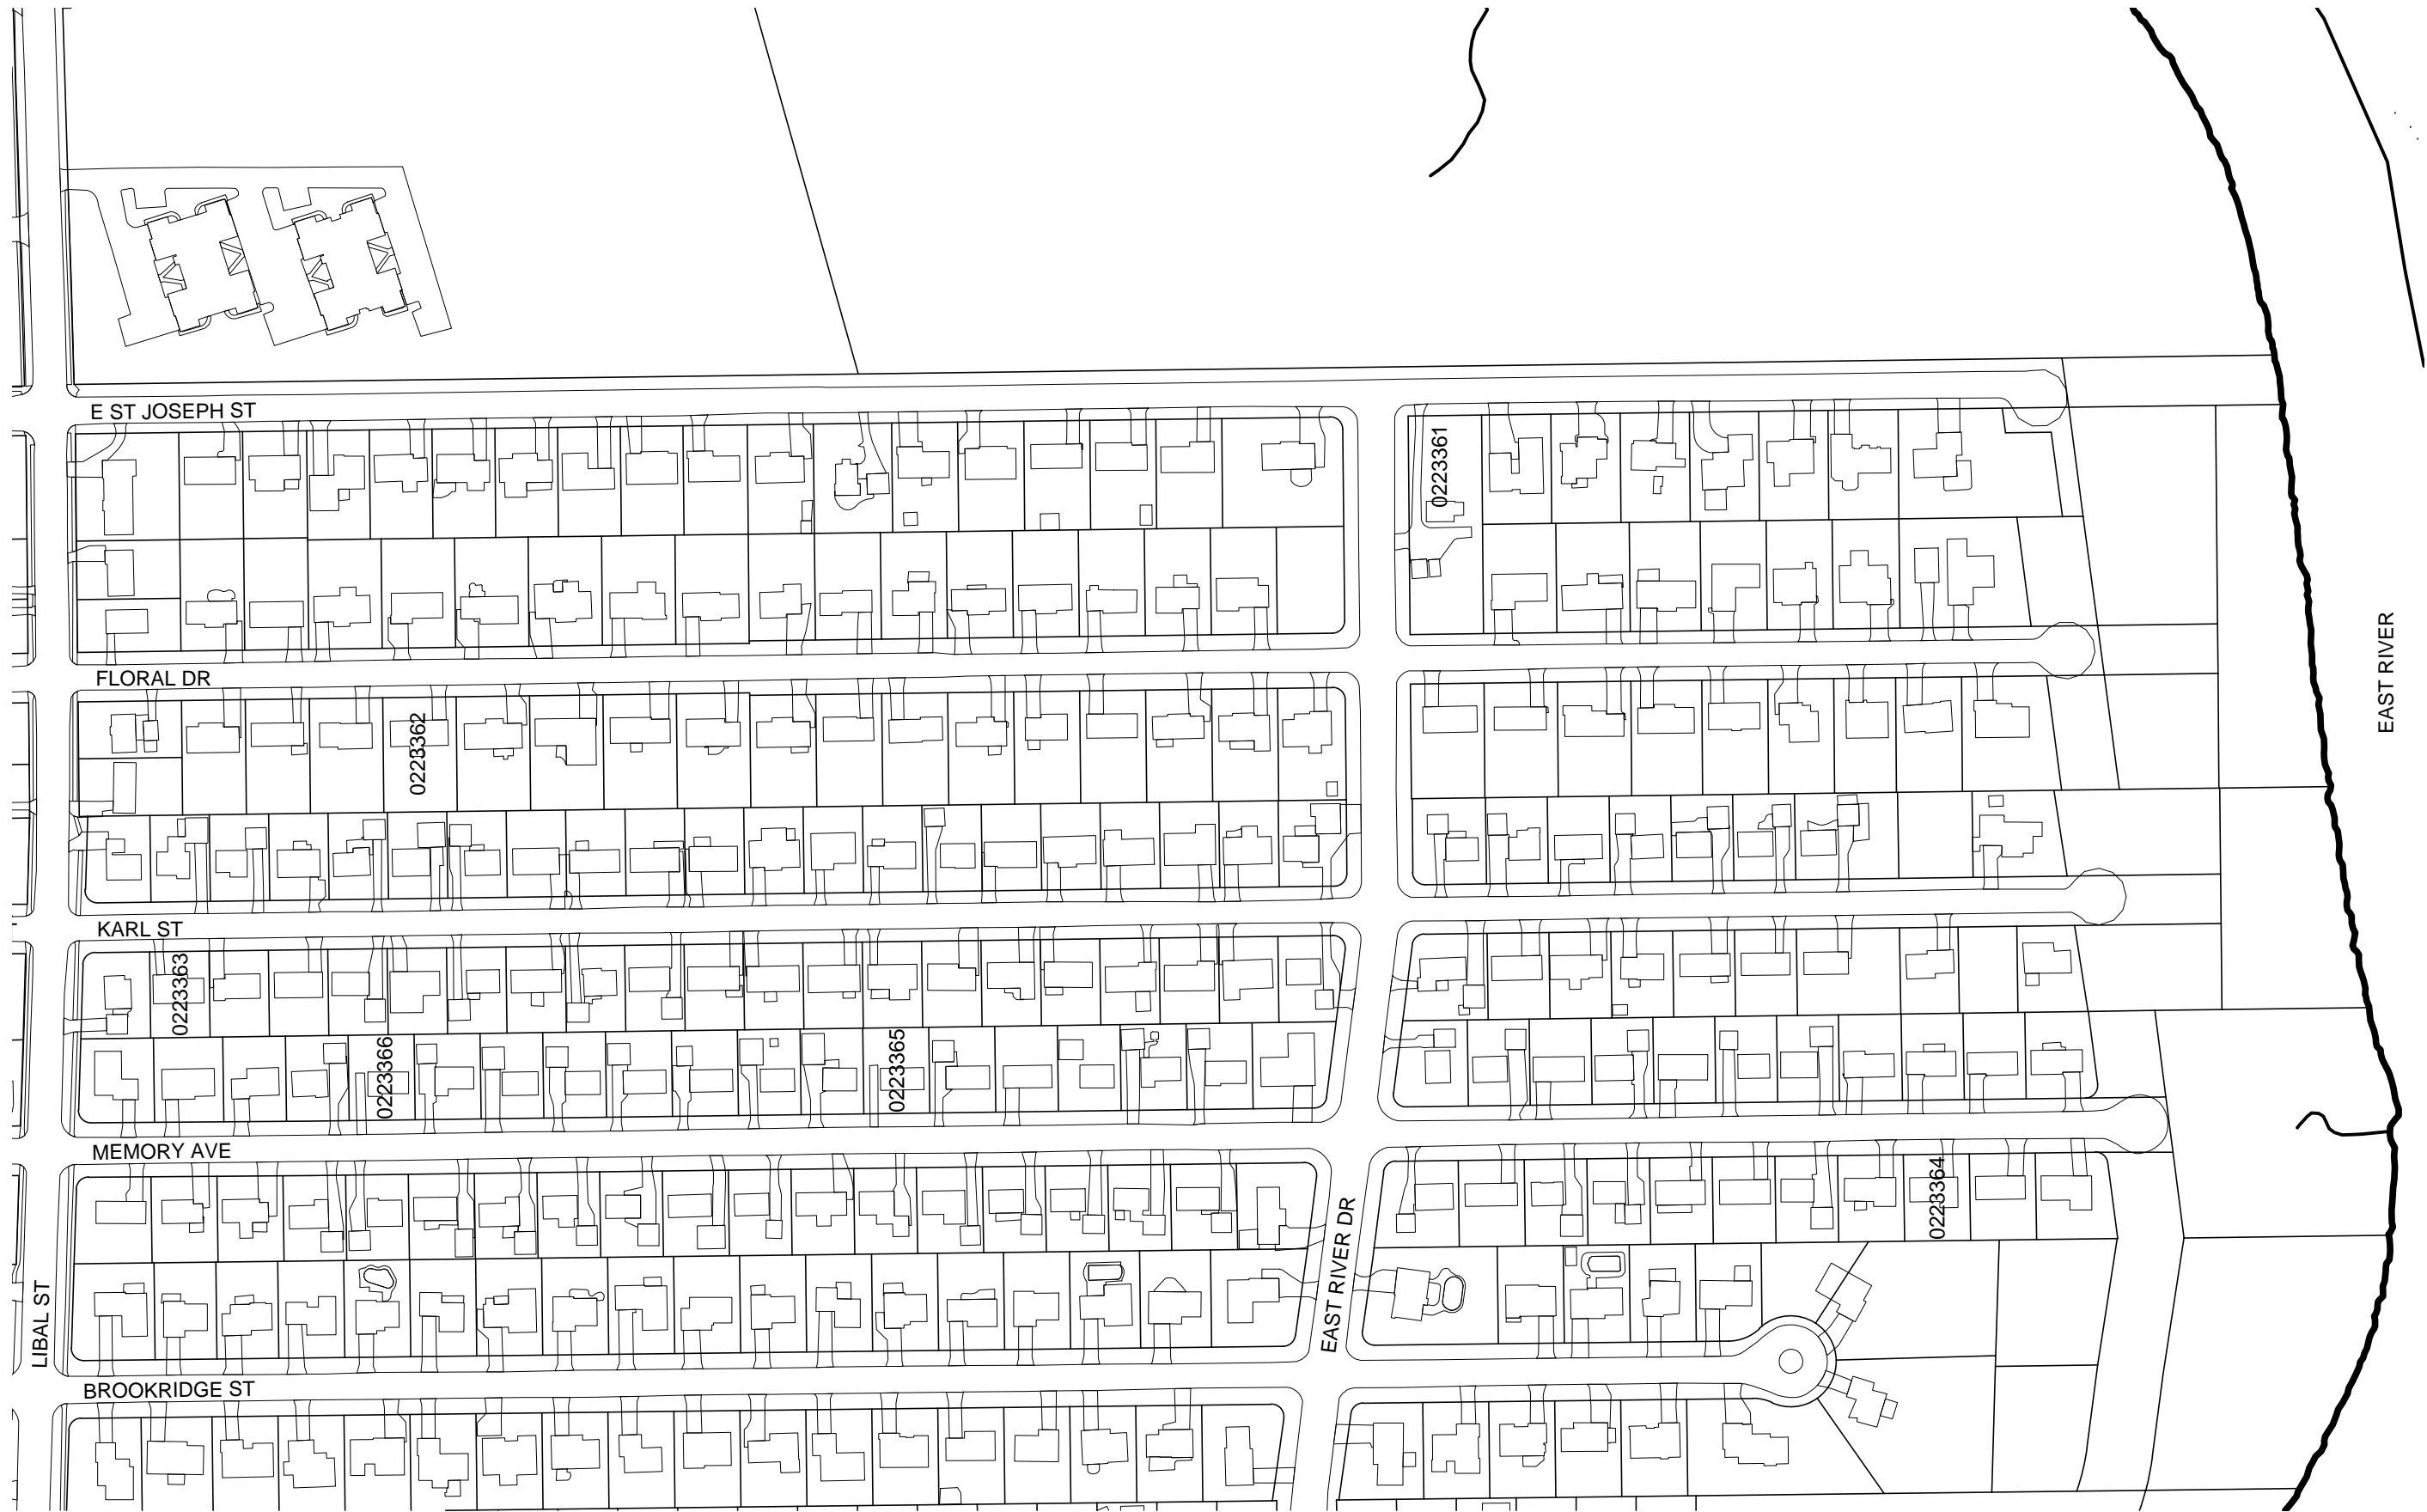 E ST JOSEPH ST
0223361
EAST RIVER
FLORAL DR
0223362
KARL ST
0223363
0223366
0223365
MEMORY AVE
0223364
EAST RIVER DR
LIBAL ST
BROOKRIDGE ST